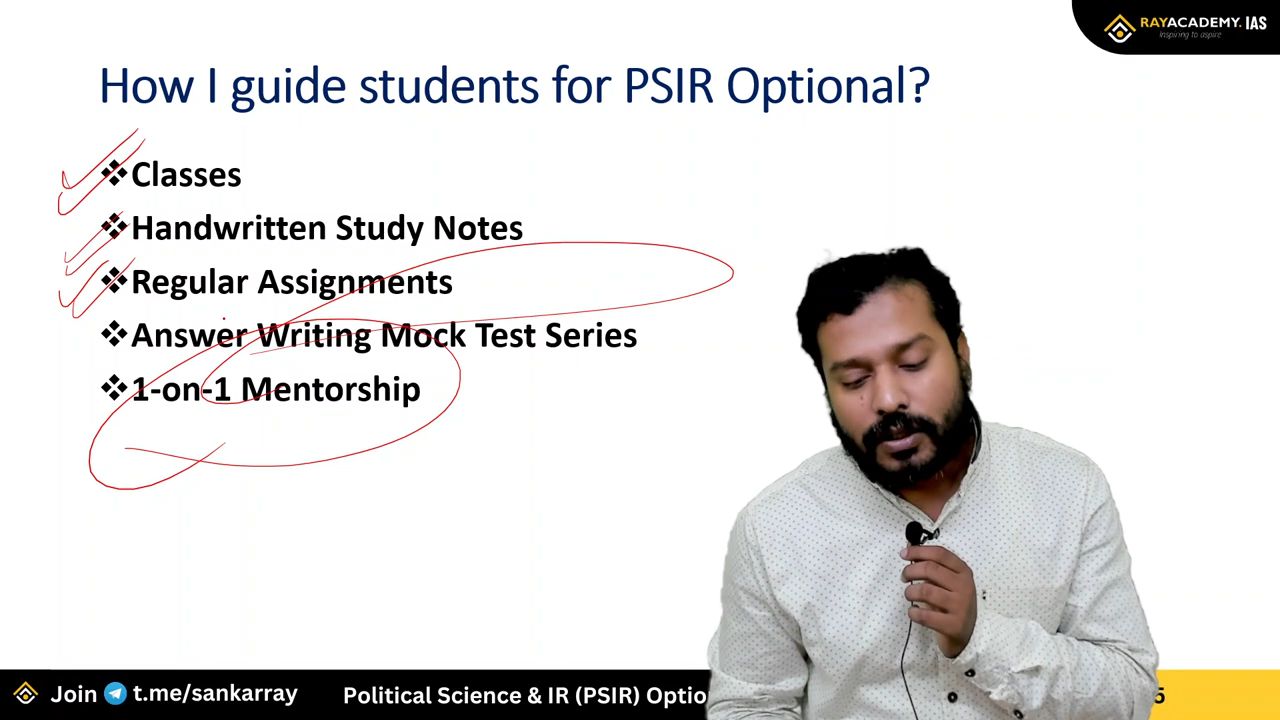 RAYACADEMY. IAS
Inspiring to aspire
How I guide students for PSIR Optional?
❖Classes
❖Handwritten Study Notes
❖Regular Assignments
❖Answer Writing Mock Test Series
❖1-on-1 Mentorship
Join t.me/sankarray Political Science & IR (PSIR) Optio 5